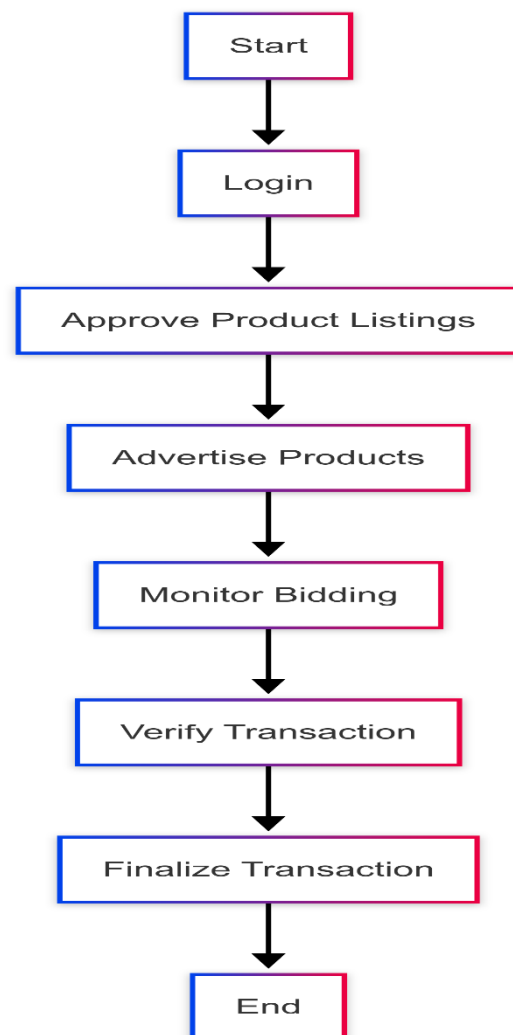 Start
Login
Approve Product Listings
Advertise Products
Monitor Bidding
Verify Transaction
Finalize Transaction
End